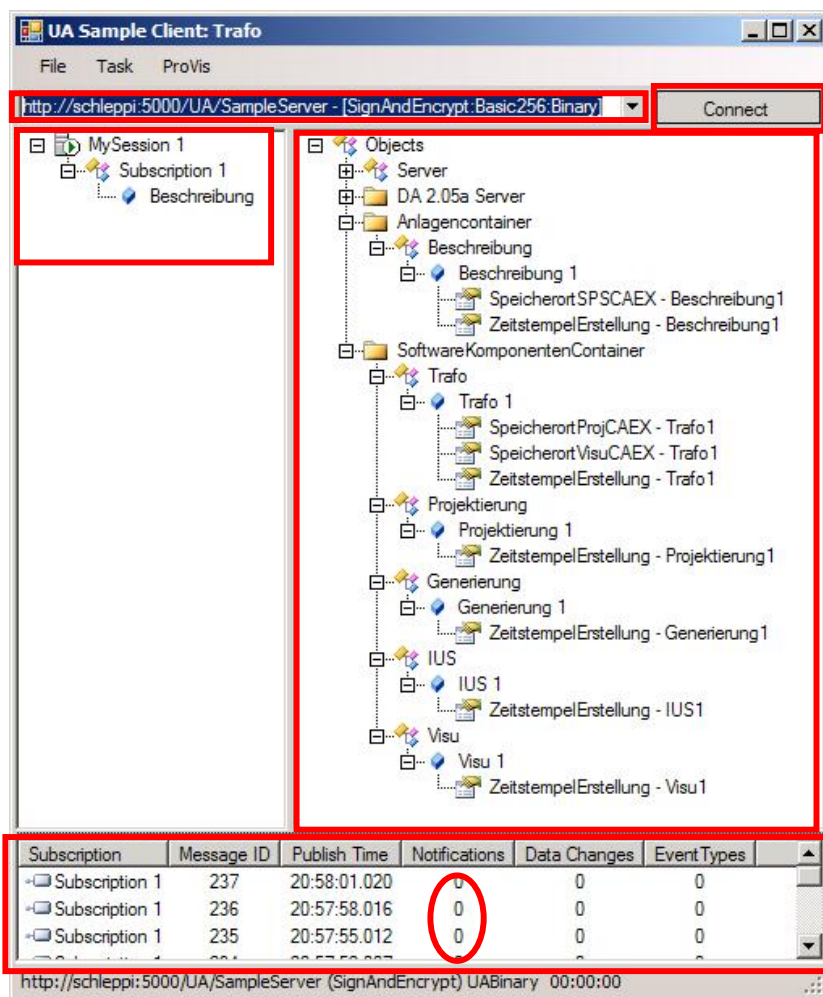 UA Sample Client: Trafo
File Task ProVis
http://schleppi:5000/UA/SampleServer - [SignAndEncrypt:Basic256:Binary]
Connect
MySession 1
Subscription 1
Beschreibung
Objects
Server
DA 2.05a Server
Anlagencontainer
Beschreibung
Beschreibung 1
SpeicherortSPSCAEX - Beschreibung1
ZeitstempelErstellung - Beschreibung1
SoftwareKomponentenContainer
Trafo
Trafo 1
SpeicherortProjCAEX - Trafo1
SpeicherortVisuCAEX - Trafo1
ZeitstempelErstellung - Trafo1
Projektierung
Projektierung 1
ZeitstempelErstellung - Projektierung1
Generierung
Generierung 1
ZeitstempelErstellung - Generierung1
IUS
IUS 1
ZeitstempelErstellung - IUS1
Visu
Visu 1
ZeitstempelErstellung - Visu1
Subscription Message ID Publish Time Notifications Data Changes Event Types
Subscription 1 237 20:58:01.020 0 0 0
Subscription 1 236 20:57:58.016 0 0 0
Subscription 1 235 20:57:55.012 0 0 0
http://schleppi:5000/UA/SampleServer (SignAndEncrypt) UABinary 00:00:00